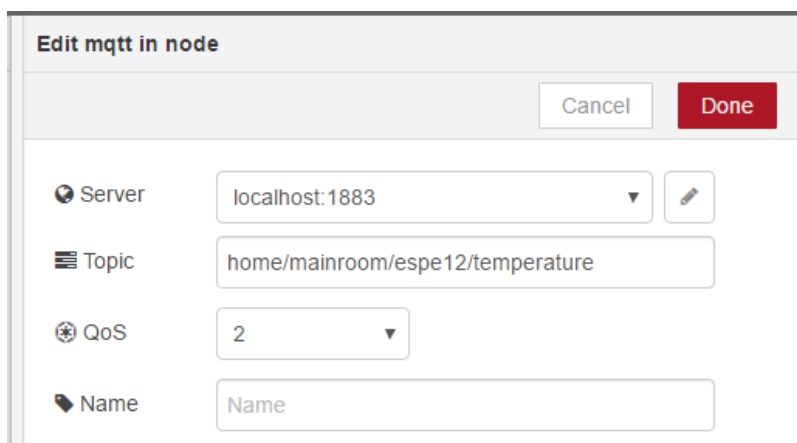 Edit mqtt in node
Cancel Done
Server localhost:1883
Topic home/mainroom/espe12/temperature
QoS 2
Name Name